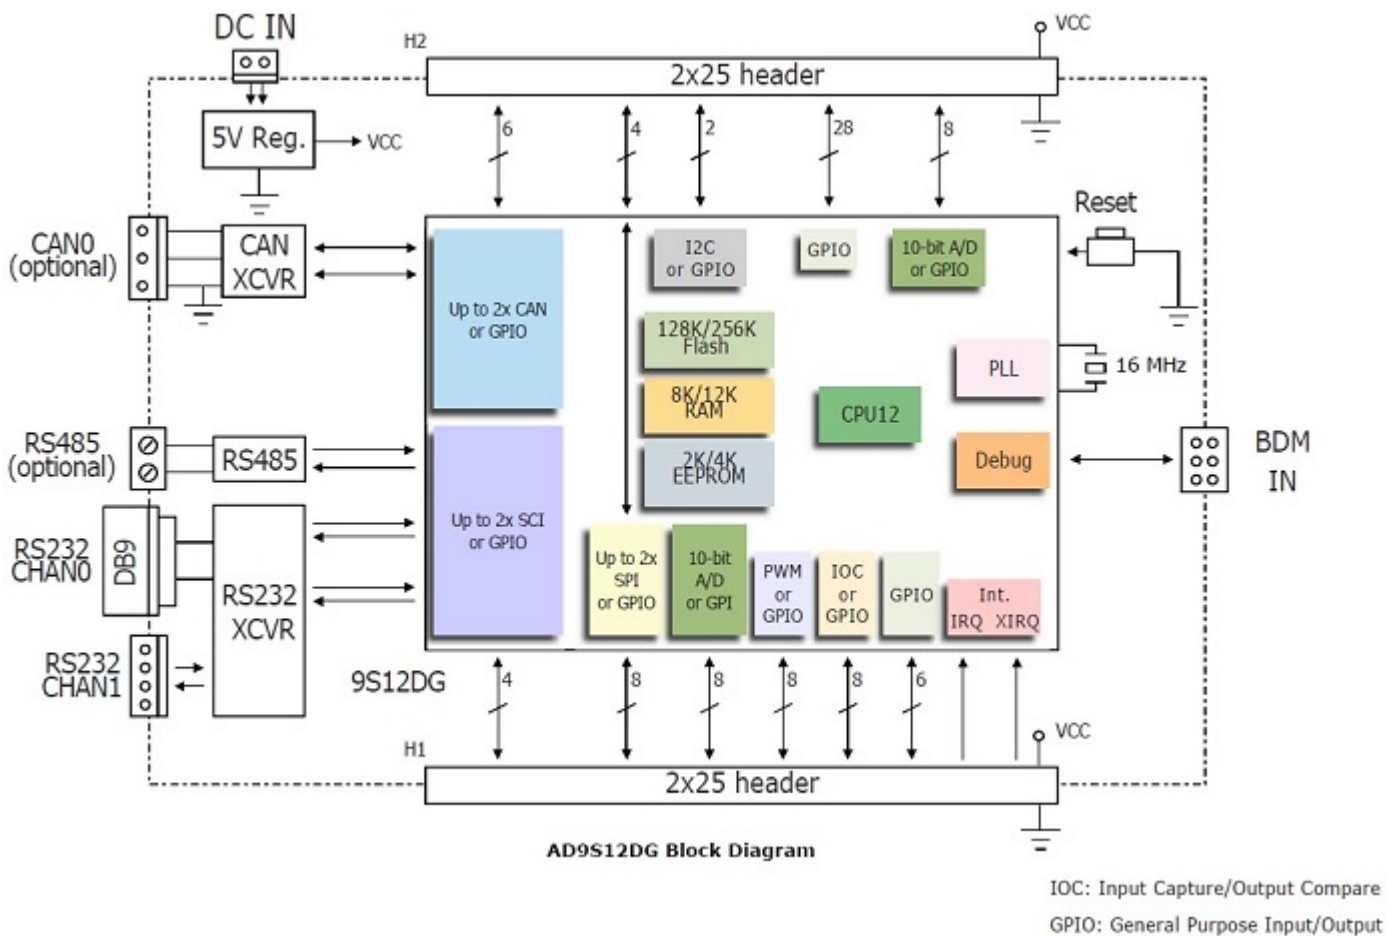 DC IN
H2
VCC
2x25 header
5V Reg.
VCC
6
4
2
28
8
Reset
CAN0
(optional)
CAN
XCVR
Up to 2x CAN
or GPIO
I2C
or GPIO
GPIO
10-bit A/D
or GPIO
128K/256K
Flash
8K/12K
RAM
2K/4K
EEPROM
CPU12
PLL
16 MHz
Debug
BDM
IN
RS485
(optional)
RS485
RS232
CHAN0
DB9
RS232
XCVR
RS232
CHAN1
Up to 2x SCI
or GPIO
Up to 2x
SPI
or GPIO
10-bit
A/D
or GPI
PWM
or
GPIO
IOC
or
GPIO
GPIO
Int.
IRQ XIRQ
9S12DG
4
8
8
8
8
6
H1
VCC
2x25 header
AD9S12DG Block Diagram
IOC: Input Capture/Output Compare
GPIO: General Purpose Input/Output